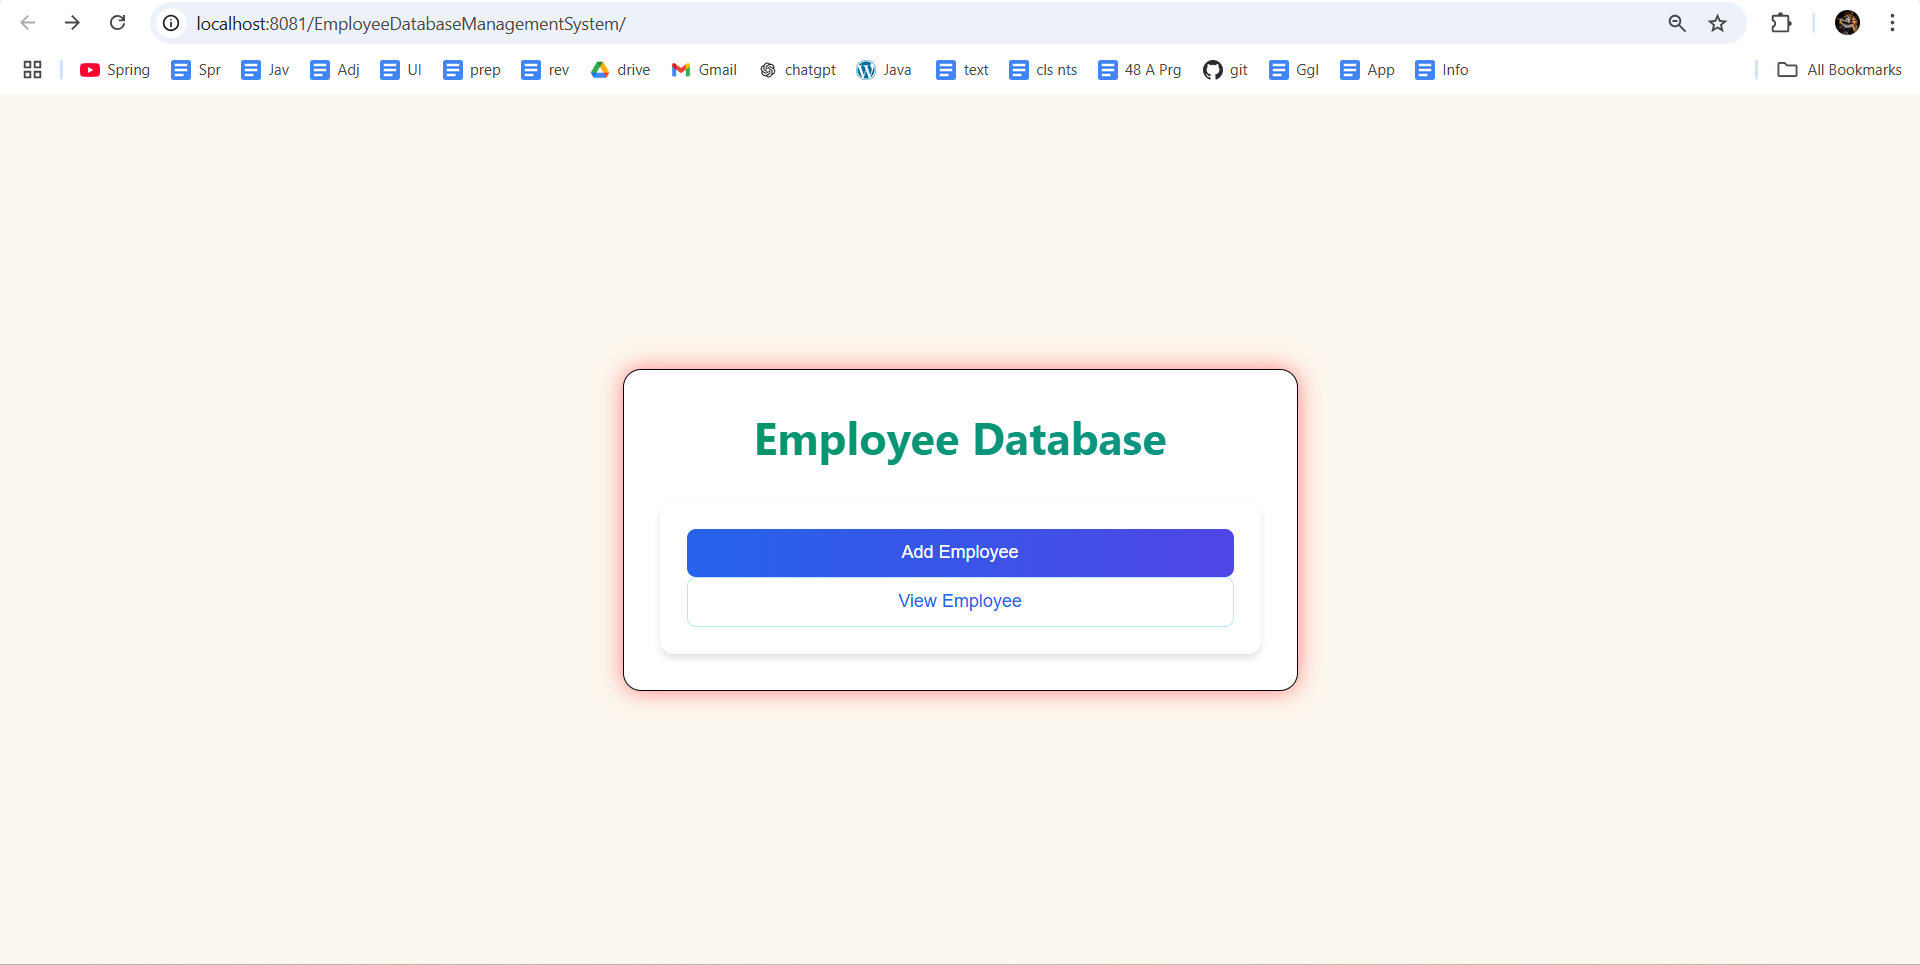 localhost:8081/EmployeeDatabaseManagementSystem/
Spring Spr Jav Adj UI prep rev drive Gmail chatgpt Java text cls nts 48 A Prg git Ggl App Info All Bookmarks
Employee Database
Add Employee
View Employee